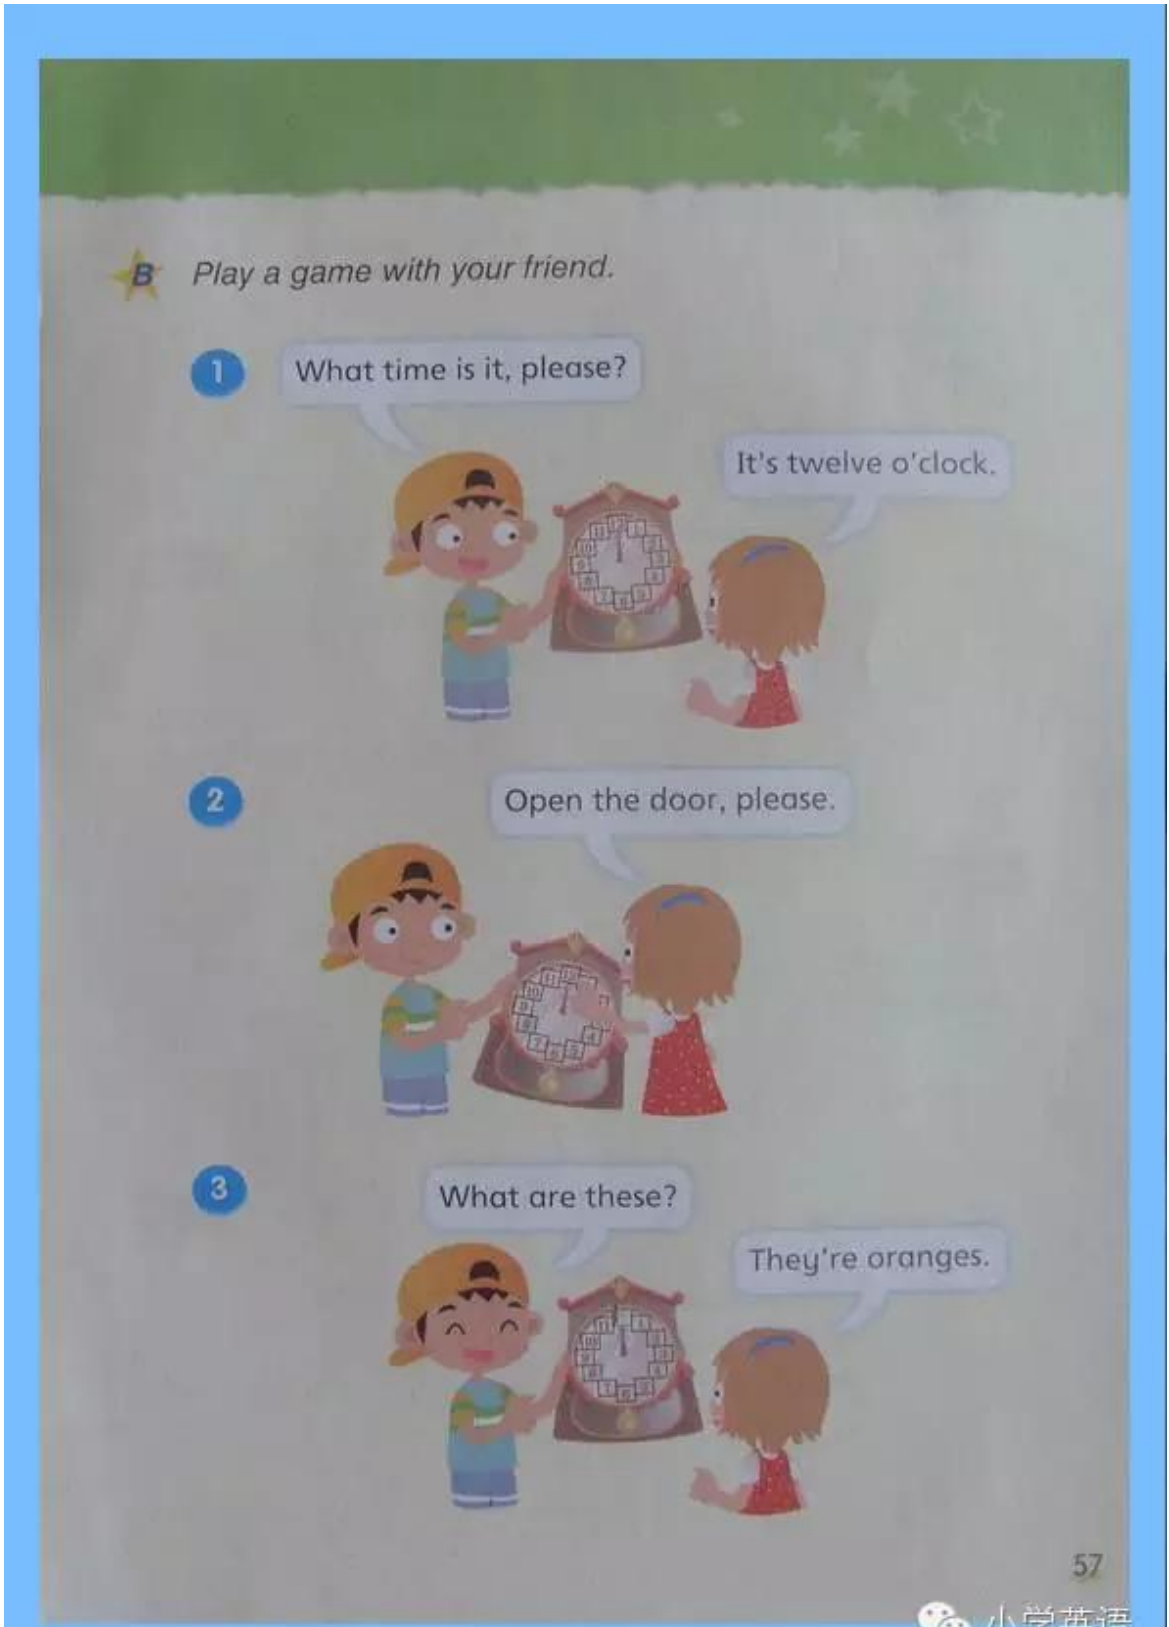 B Play a game with your friend.
1 What time is it, please?
It's twelve o'clock.
2 Open the door, please.
3 What are these?
They're oranges.
57
小学英语